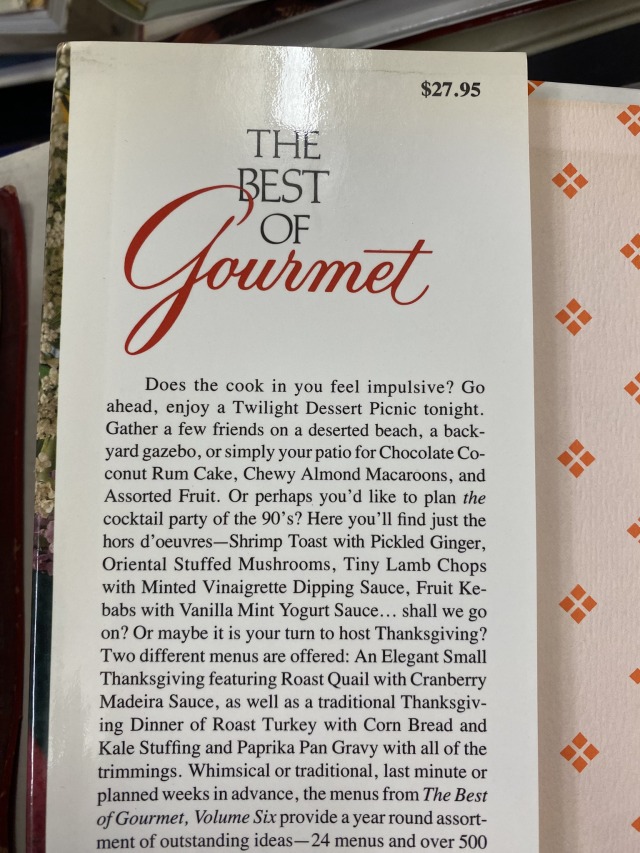 $27.95
THE
BEST
OF
Gourmet
Does the cook in you feel impulsive? Go
ahead, enjoy a Twilight Dessert Picnic tonight.
Gather a few friends on a deserted beach, a back-
yard gazebo, or simply your patio for Chocolate Co-
conut Rum Cake, Chewy Almond Macaroons, and
Assorted Fruit. Or perhaps you'd like to plan the
cocktail party of the 90's? Here you'll find just the
hors d'oeuvres—Shrimp Toast with Pickled Ginger,
Oriental Stuffed Mushrooms, Tiny Lamb Chops
with Minted Vinaigrette Dipping Sauce, Fruit Ke-
babs with Vanilla Mint Yogurt Sauce... shall we go
on? Or maybe it is your turn to host Thanksgiving?
Two different menus are offered: An Elegant Small
Thanksgiving featuring Roast Quail with Cranberry
Madeira Sauce, as well as a traditional Thanksgiv-
ing Dinner of Roast Turkey with Corn Bread and
Kale Stuffing and Paprika Pan Gravy with all of the
trimmings. Whimsical or traditional, last minute or
planned weeks in advance, the menus from The Best
of Gourmet, Volume Six provide a year round assort-
ment of outstanding ideas—24 menus and over 500